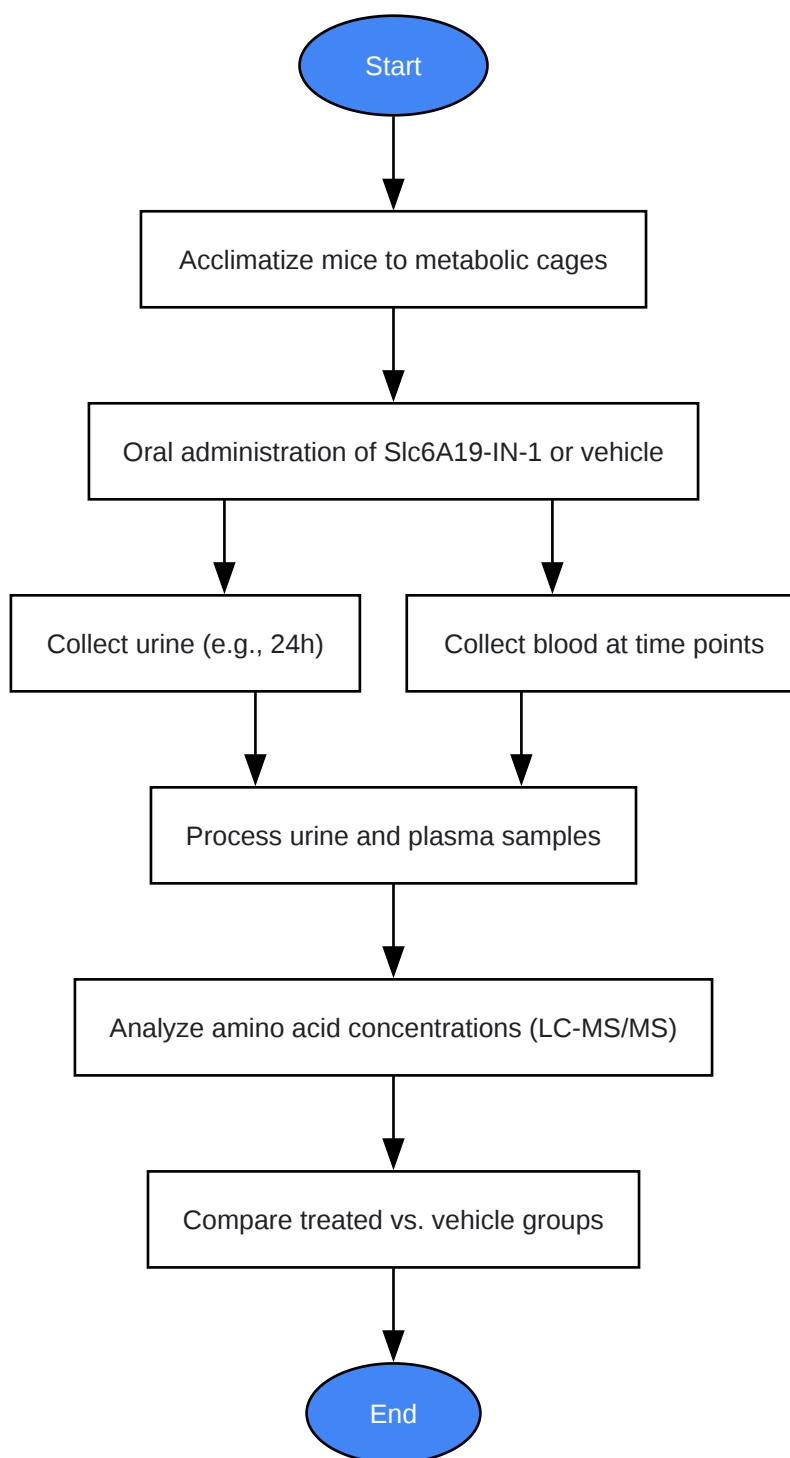 Start
Acclimatize mice to metabolic cages
Oral administration of Slc6A19-IN-1 or vehicle
Collect urine (e.g., 24h)
Collect blood at time points
Process urine and plasma samples
Analyze amino acid concentrations (LC-MS/MS)
Compare treated vs. vehicle groups
End